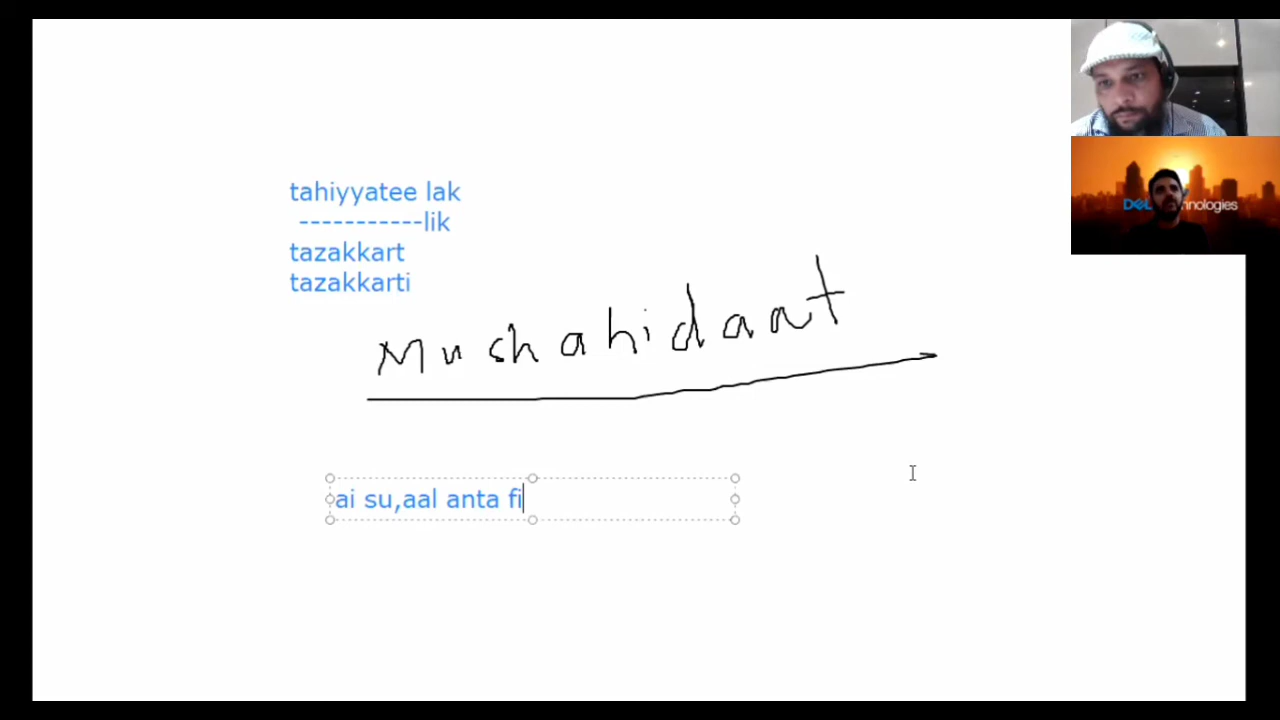 tahiyyatee lak
-----------lik
tazakkart
tazakkarti
Mushahidaat
ai su,aal anta fi